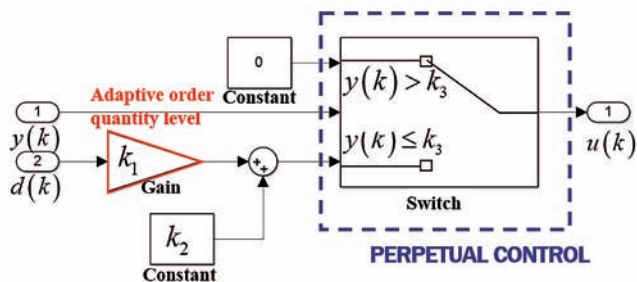 0
Constant
y(k) > k₃
1
y(k)
Adaptive order
quantity level
2
d(k)
k₁
Gain
++
k₂
Constant
y(k) ≤ k₃
Switch
1
u(k)
PERPETUAL CONTROL